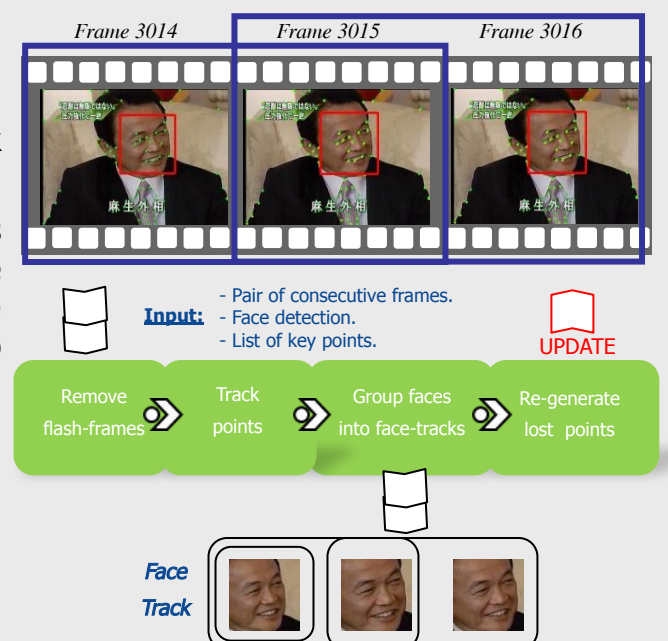 Frame 3014
Frame 3015
Frame 3016
麻生外相
麻生外相
麻生外相
Input:
- Pair of consecutive frames.
- Face detection.
- List of key points.
UPDATE
Remove
flash-frames
Track
points
Group faces
into face-tracks
Re-generate
lost points
Face
Track